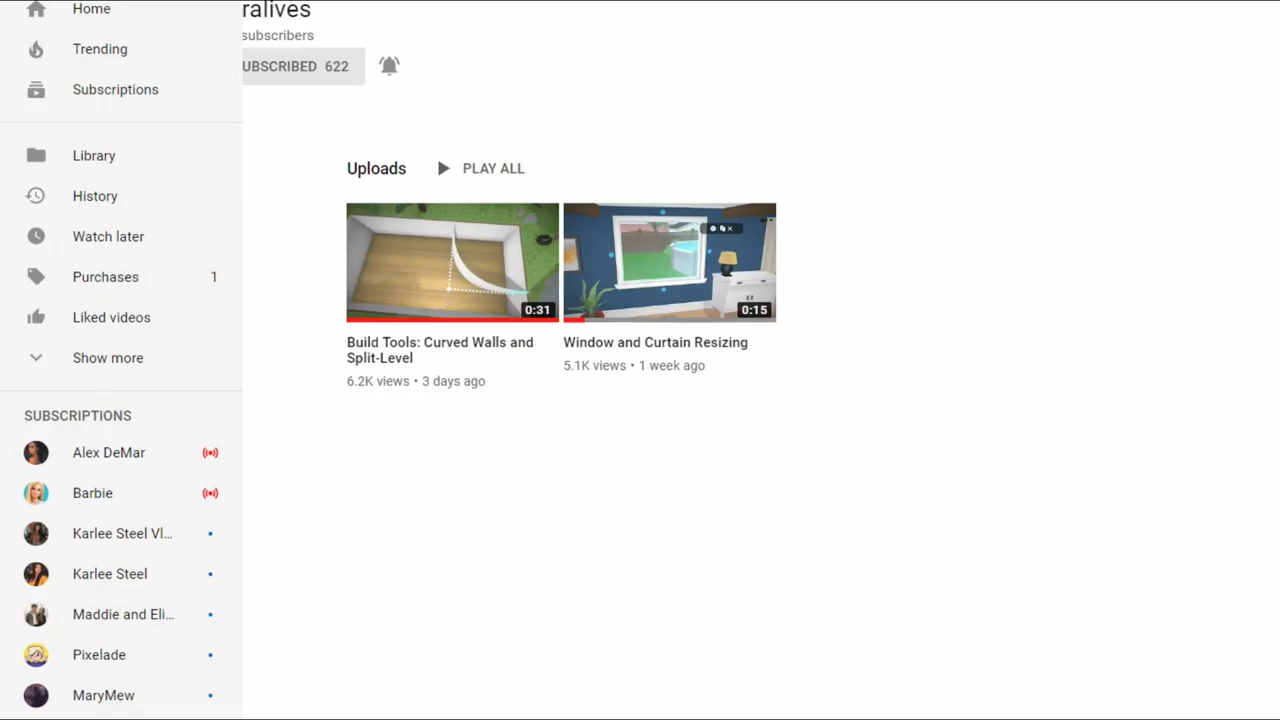 Home
Trending
Subscriptions
Library
History
Watch later
Purchases 1
Liked videos
Show more
SUBSCRIPTIONS
Alex DeMar
Barbie
Karlee Steel Vl...
Karlee Steel
Maddie and Eli...
Pixelade
MaryMew
ralives
subscribers
UBSCRIBED 622
Uploads
PLAY ALL
0:31
0:15
Build Tools: Curved Walls and
Split-Level
6.2K views • 3 days ago
Window and Curtain Resizing
5.1K views • 1 week ago